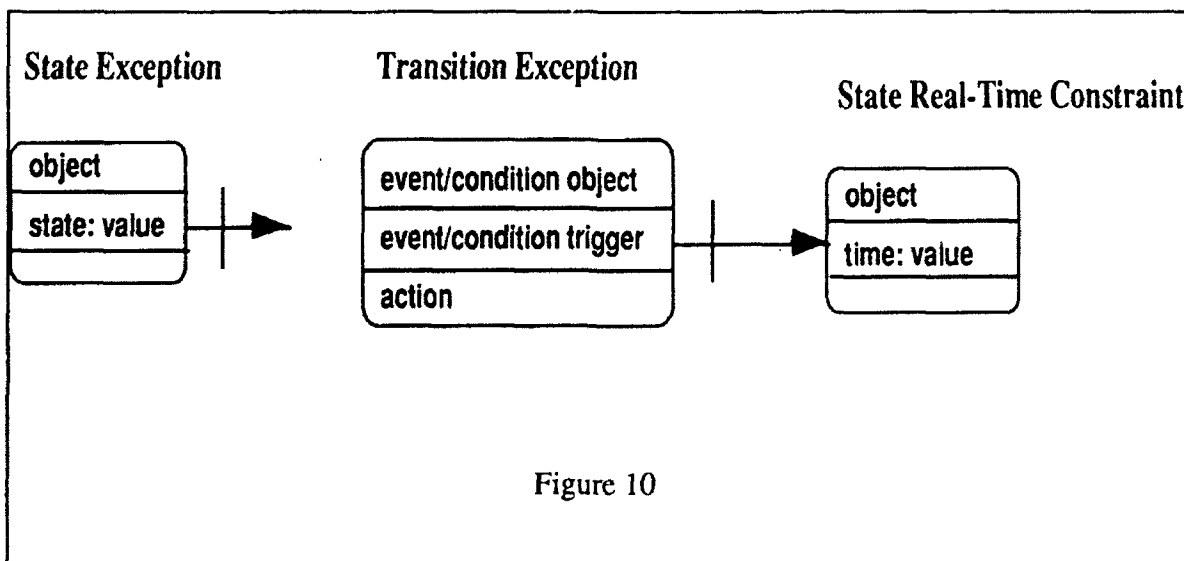 State Exception
Transition Exception
State Real-Time Constraint
object
state: value
event/condition object
event/condition trigger
action
object
time: value
Figure 10